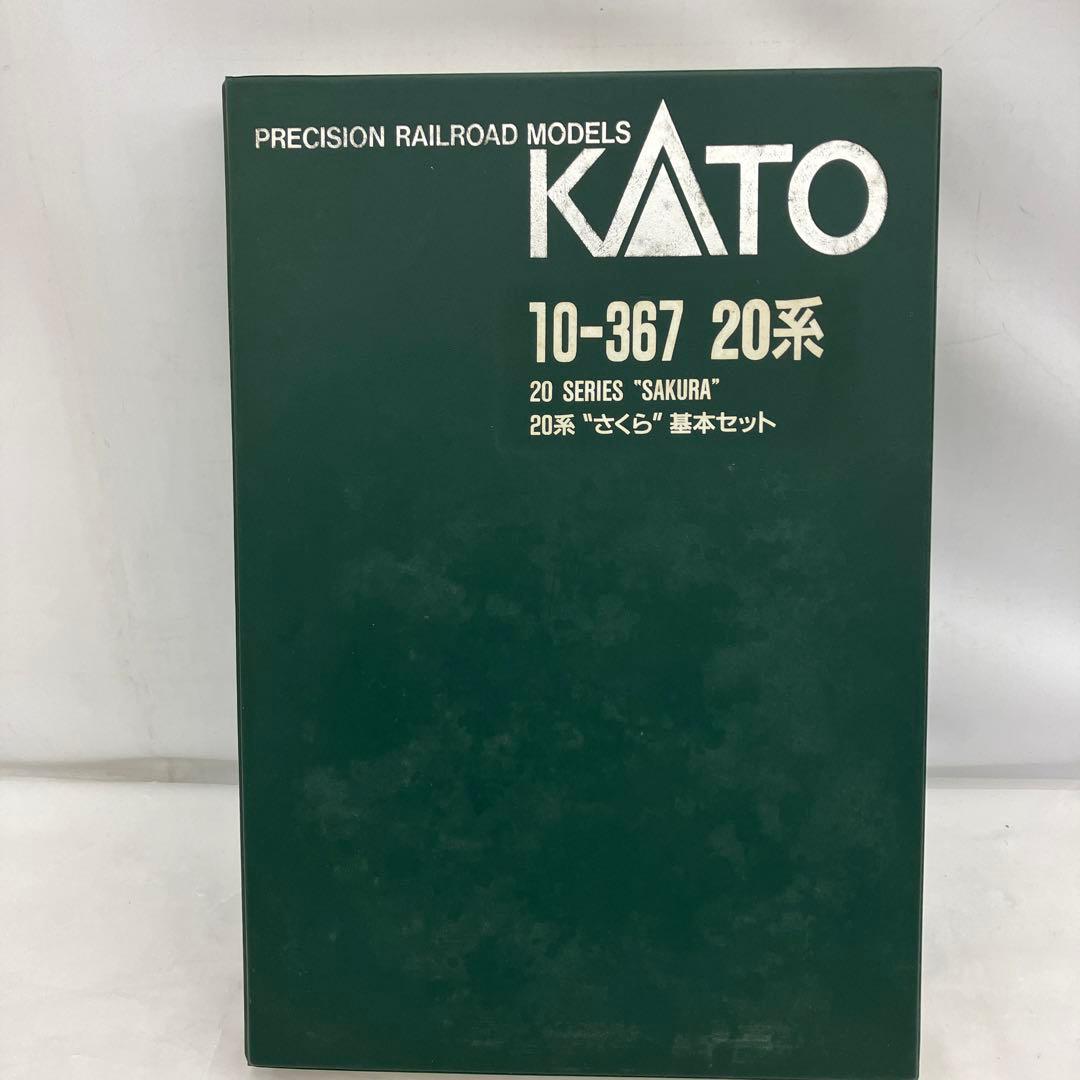 PRECISION RAILROAD MODELS
KATO
10-367 20系
20 SERIES "SAKURA"
20系 "さくら" 基本セット